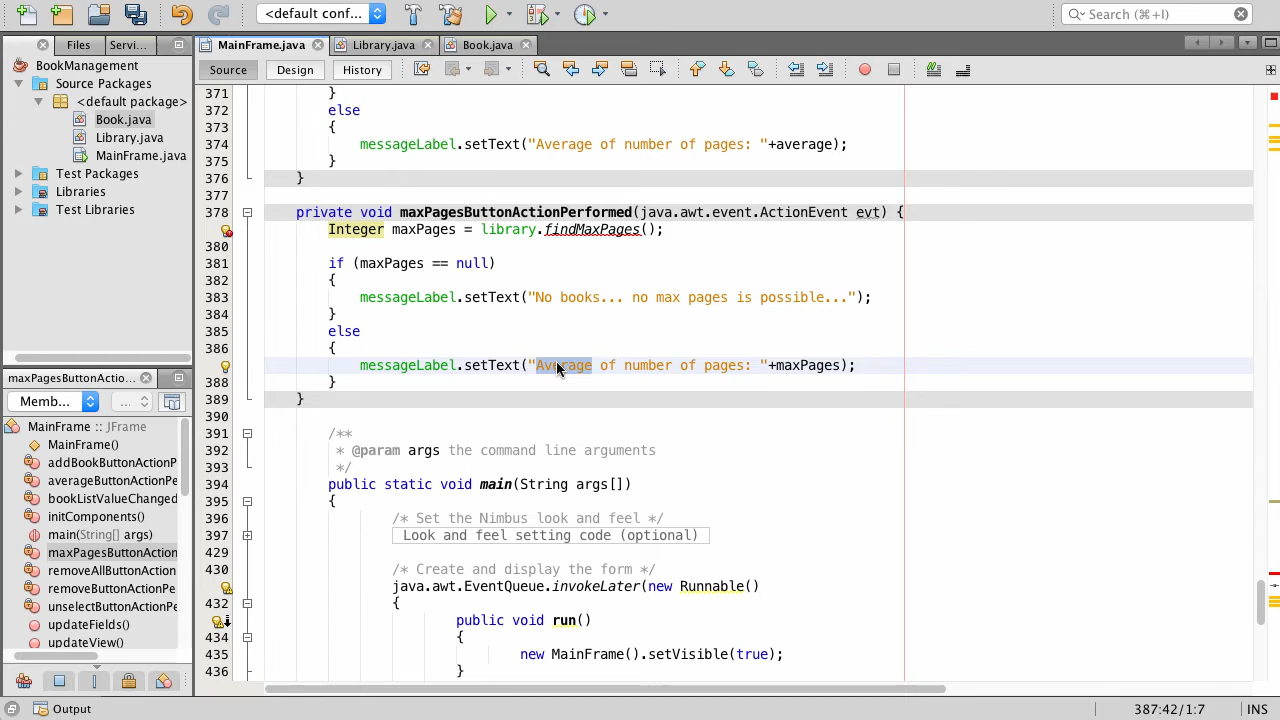 <default conf...
Search (⌘+l)
Files
Servi...
MainFrame.java
Library.java
Book.java
BookManagement
Source Packages
<default package>
Book.java
Library.java
MainFrame.java
Test Packages
Libraries
Test Libraries
Source
Design
History
371 }
372 else
373 {
374 messageLabel.setText("Average of number of pages: "+average);
375 }
376 }
377
378 private void maxPagesButtonActionPerformed(java.awt.event.ActionEvent evt) {
Integer maxPages = library.findMaxPages();
380
381 if (maxPages == null)
382 {
383 messageLabel.setText("No books... no max pages is possible...");
384 }
385 else
386 {
messageLabel.setText("Average of number of pages: "+maxPages);
388 }
389 }
390
391 /**
392 * @param args the command line arguments
393 */
394 public static void main(String args[])
395 {
396 /* Set the Nimbus look and feel */
397 Look and feel setting code (optional)
429
430 /* Create and display the form */
java.awt.EventQueue.invokeLater(new Runnable()
432 {
public void run()
434 {
435 new MainFrame().setVisible(true);
436 }
maxPagesButtonActio...
Memb...
...
MainFrame :: JFrame
MainFrame()
addBookButtonActionP
averageButtonActionPe
bookListValueChanged
initComponents()
main(String[] args)
maxPagesButtonAction
removeAllButtonAction
removeButtonActionPe
unselectButtonActionPe
updateFields()
updateView()
Output
387:42/1:7
INS